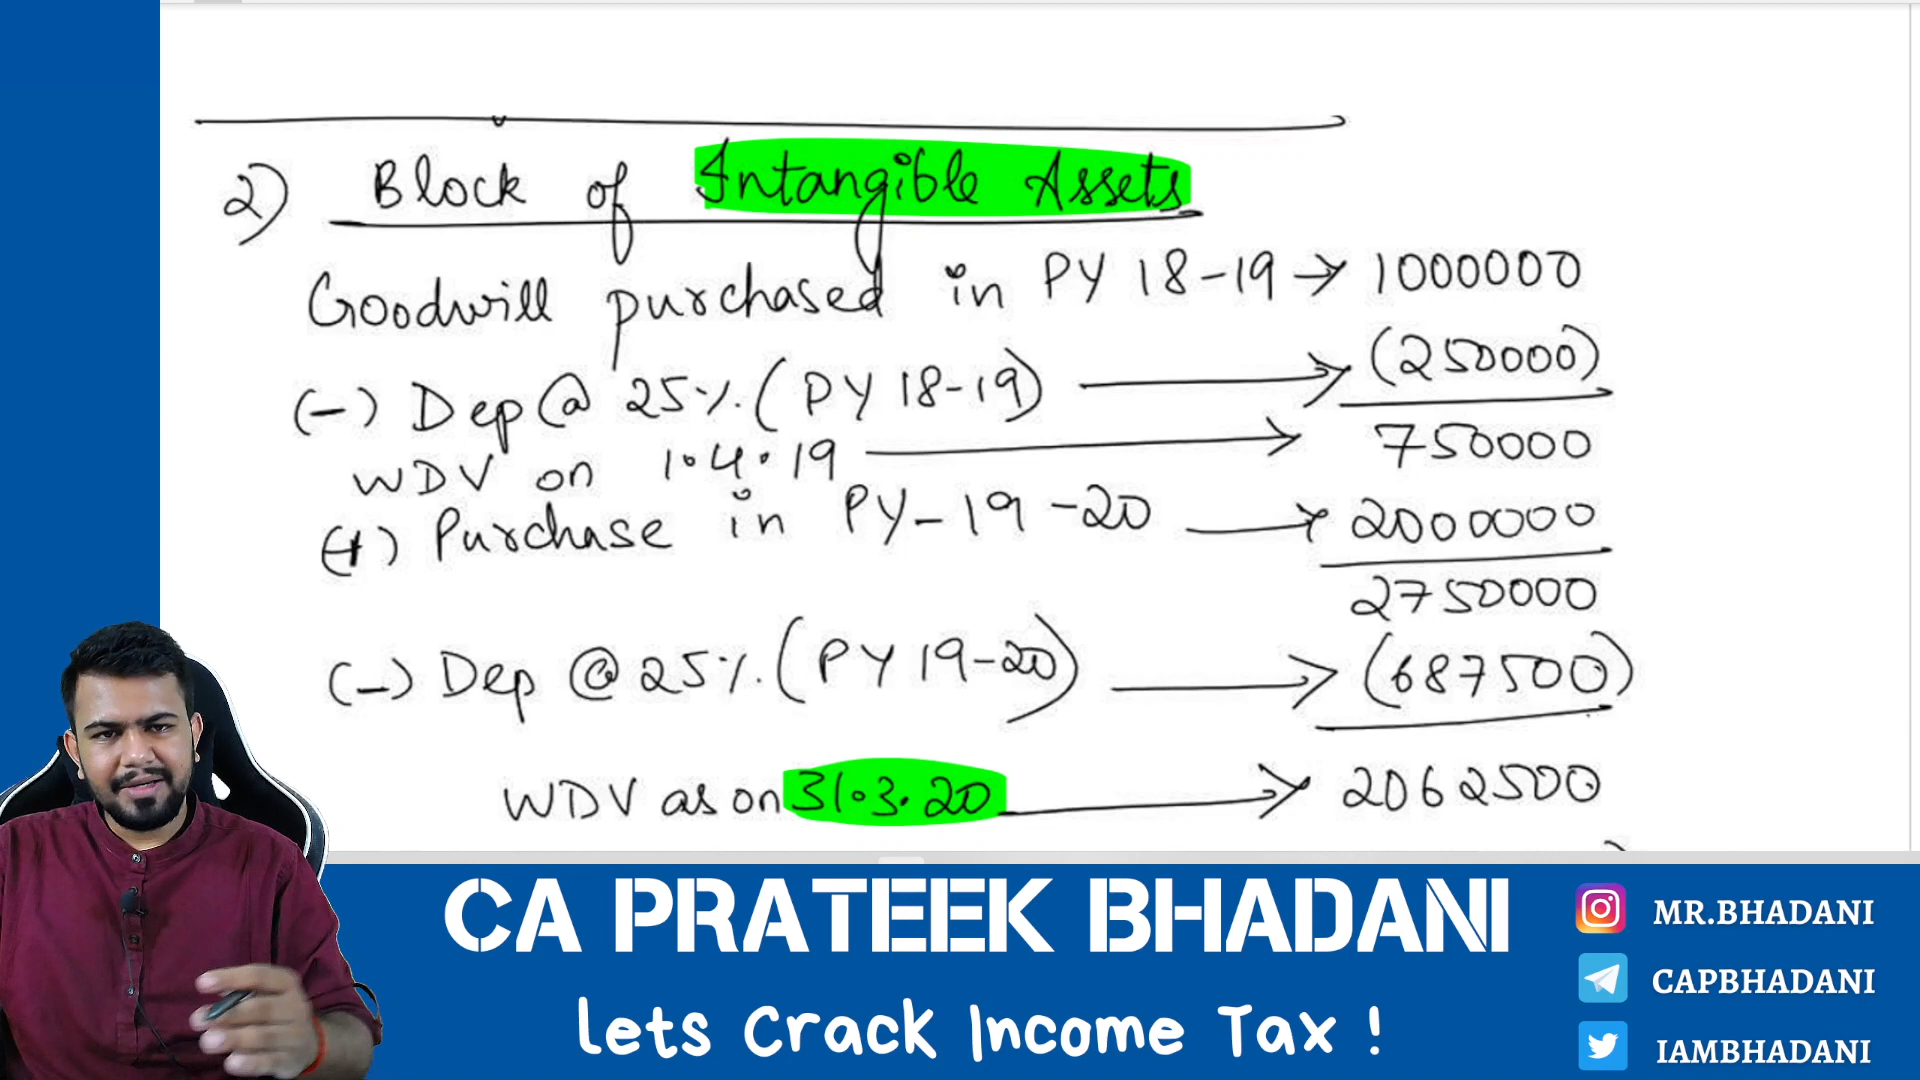 2) Block of Intangible Assets
Goodwill purchased in PY 18-19 → 1000000
(-) Dep @ 25%. (PY 18-19) → (250000)
WDV on 1.4.19 → 750000
(+) Purchase in PY-19-20 → 2000000
2750000
(-) Dep @ 25%. (PY 19-20) → (687500)
WDV as on 31.3.20 → 2062500
CA PRATEEK BHADANI
Lets Crack Income Tax !
MR.BHADANI
CAPBHADANI
IAMBHADANI